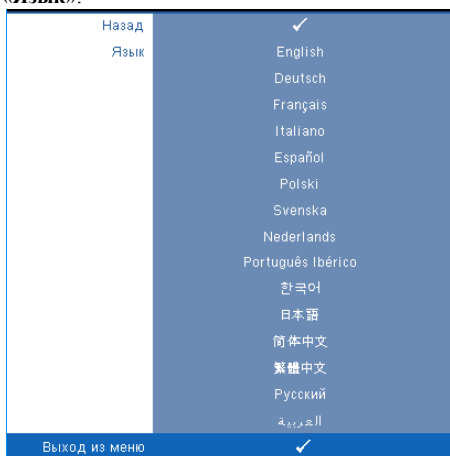 «Язык».
Назад ✓
Язык English
Deutsch
Français
Italiano
Español
Polski
Svenska
Nederlands
Português Ibérico
한국어
日本語
简体中文
繁體中文
Русский
العربية
Выход из меню ✓